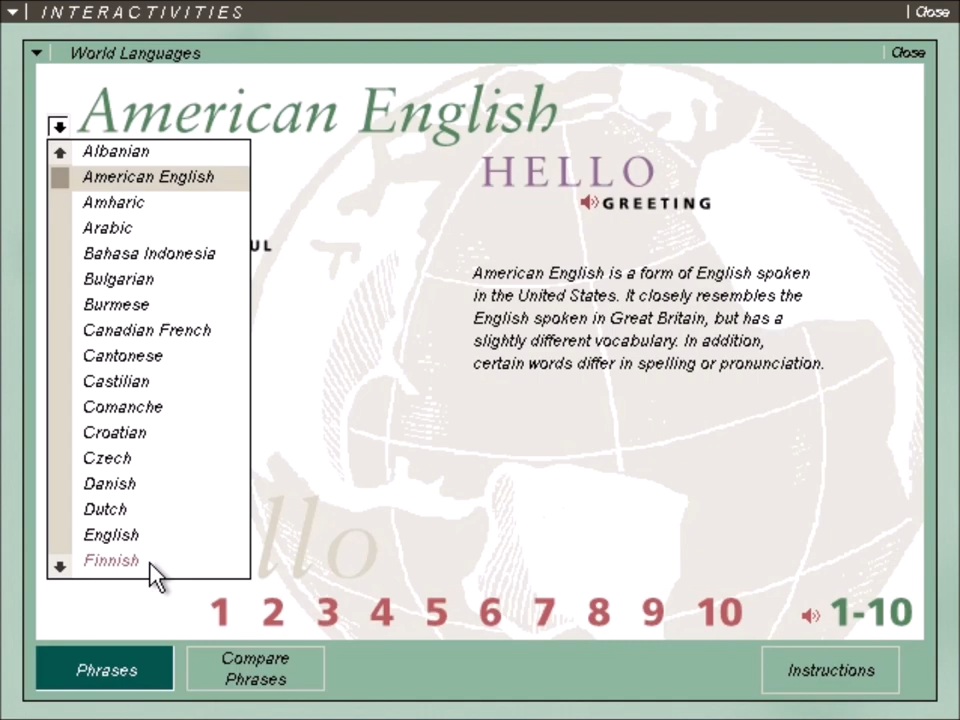 INTERACTIVITIES
Close
World Languages
Close
American English
HELLO
GREETING
Albanian
American English
Amharic
Arabic
Bahasa Indonesia
Bulgarian
Burmese
Canadian French
Cantonese
Castilian
Comanche
Croatian
Czech
Danish
Dutch
English
Finnish
UL
American English is a form of English spoken
in the United States. It closely resembles the
English spoken in Great Britain, but has a
slightly different vocabulary. In addition,
certain words differ in spelling or pronunciation.
llo
1 2 3 4 5 6 7 8 9 10 1-10
Phrases
Compare
Phrases
Instructions